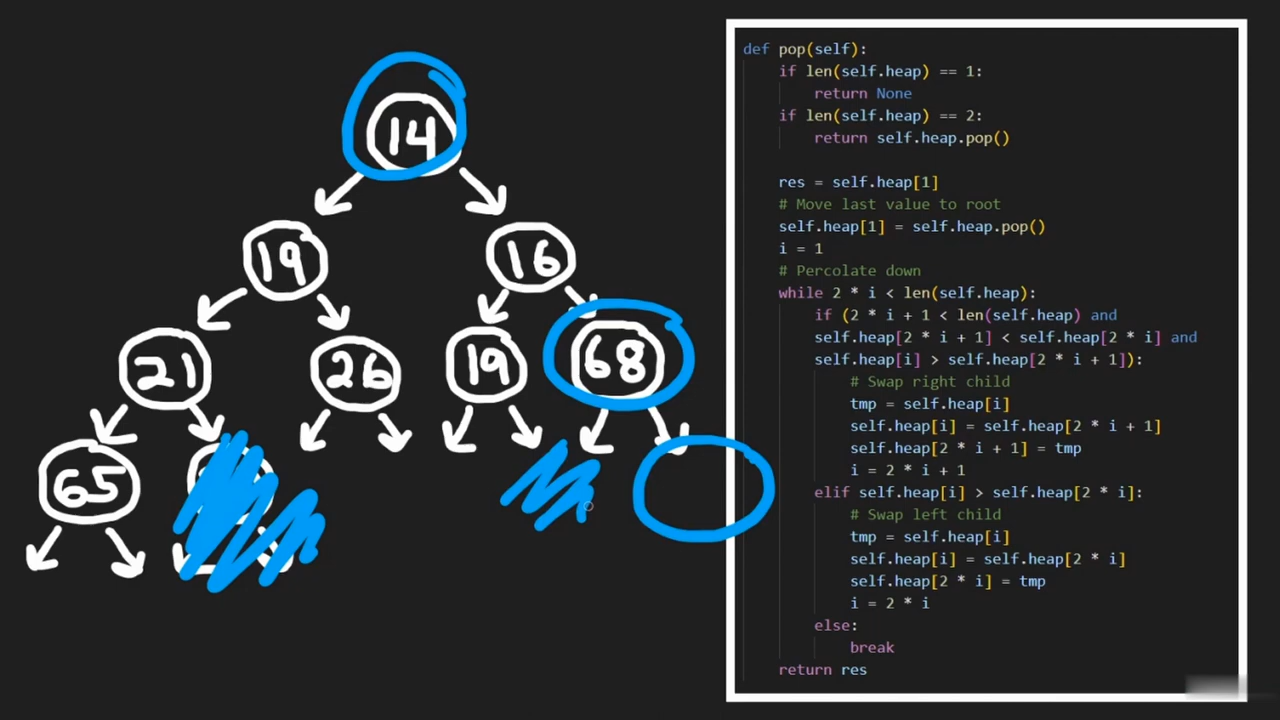 14
19 16
21 26 19 68
65
def pop(self):
if len(self.heap) == 1:
return None
if len(self.heap) == 2:
return self.heap.pop()
res = self.heap[1]
# Move last value to root
self.heap[1] = self.heap.pop()
i = 1
# Percolate down
while 2 * i < len(self.heap):
if (2 * i + 1 < len(self.heap) and
self.heap[2 * i + 1] < self.heap[2 * i] and
self.heap[i] > self.heap[2 * i + 1]):
# Swap right child
tmp = self.heap[i]
self.heap[i] = self.heap[2 * i + 1]
self.heap[2 * i + 1] = tmp
i = 2 * i + 1
elif self.heap[i] > self.heap[2 * i]:
# Swap left child
tmp = self.heap[i]
self.heap[i] = self.heap[2 * i]
self.heap[2 * i] = tmp
i = 2 * i
else:
break
return res